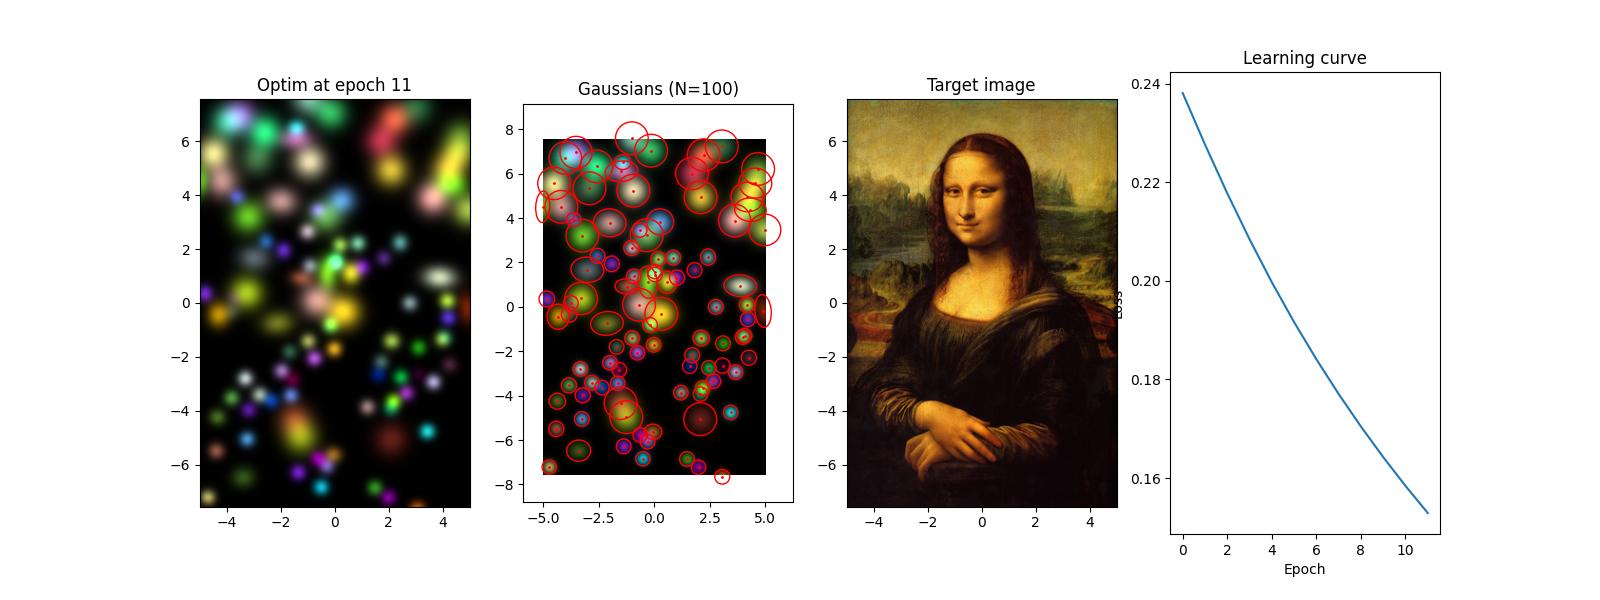 Optim at epoch 11
6
4
2
0
−2
−4
−6
−4 −2 0 2 4
Gaussians (N=100)
8
6
4
2
0
−2
−4
−6
−8
−5.0 −2.5 0.0 2.5 5.0
Target image
6
4
2
0
−2
−4
−6
−4 −2 0 2 4
Learning curve
Loss
0.24
0.22
0.20
0.18
0.16
0 2 4 6 8 10
Epoch